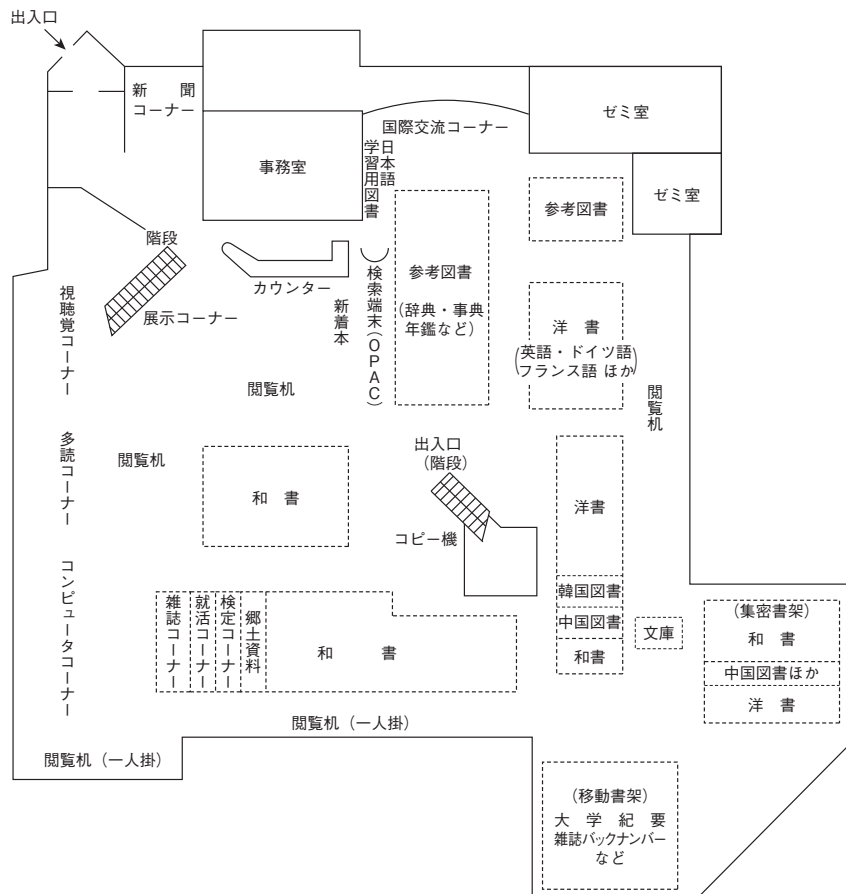 出入口
新　聞
コーナー
ゼミ室
国際交流コーナー
日本語
学習用図書
事務室
ゼミ室
参考図書
階段
展示コーナー
カウンター
新着本
検索端末(OPAC)
参考図書
(辞典・事典
年鑑など)
洋　書
(英語・ドイツ語
フランス語 ほか)
視聴覚コーナー
閲覧机
閲覧机
多読コーナー
閲覧机
和　書
出入口
(階段)
コピー機
洋書
韓国図書
中国図書
和書
文庫
(集密書架)
和　書
中国図書ほか
洋　書
コンピュータコーナー
雑誌コーナー
就活コーナー
検定コーナー
郷土資料
和　　書
閲覧机（一人掛）
閲覧机（一人掛）
(移動書架)
大 学 紀 要
雑誌バックナンバー
など